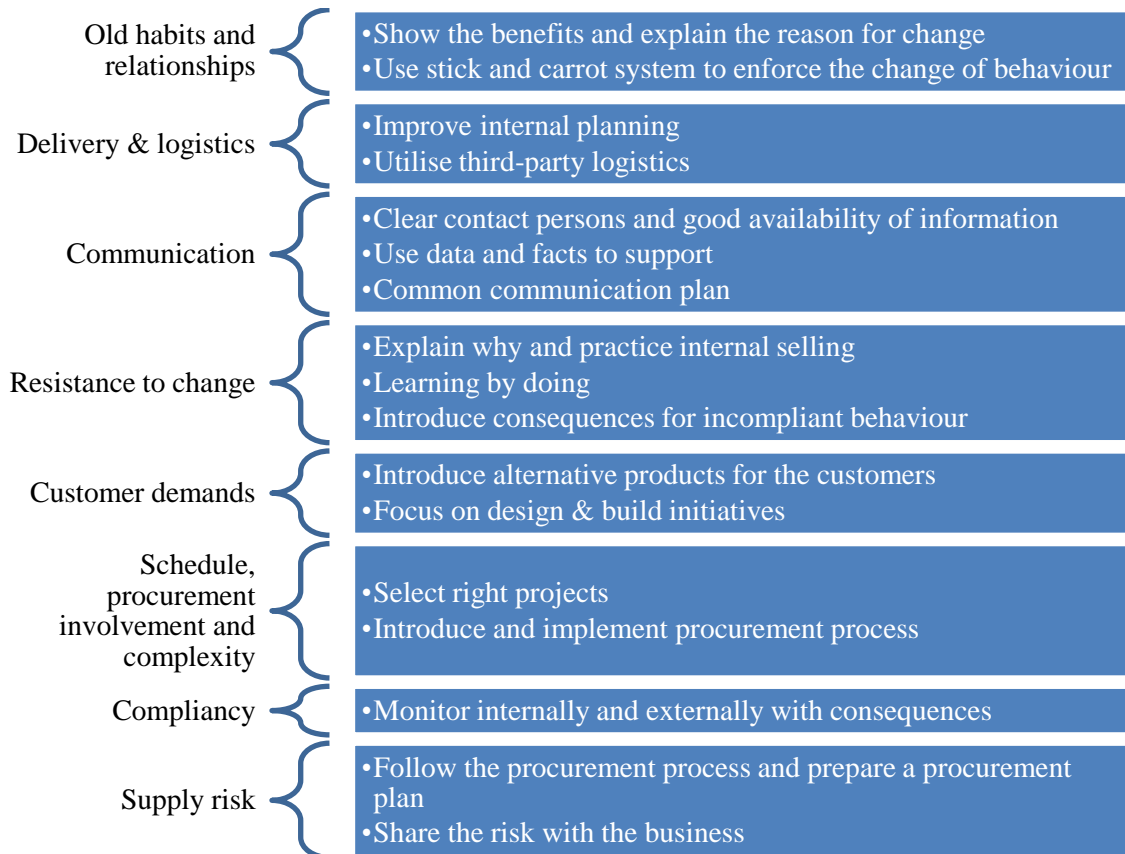 Old habits and
relationships
•Show the benefits and explain the reason for change
•Use stick and carrot system to enforce the change of behaviour
Delivery & logistics
•Improve internal planning
•Utilise third-party logistics
Communication
•Clear contact persons and good availability of information
•Use data and facts to support
•Common communication plan
Resistance to change
•Explain why and practice internal selling
•Learning by doing
•Introduce consequences for incompliant behaviour
Customer demands
•Introduce alternative products for the customers
•Focus on design & build initiatives
Schedule,
procurement
involvement and
complexity
•Select right projects
•Introduce and implement procurement process
Compliancy
•Monitor internally and externally with consequences
Supply risk
•Follow the procurement process and prepare a procurement
plan
•Share the risk with the business